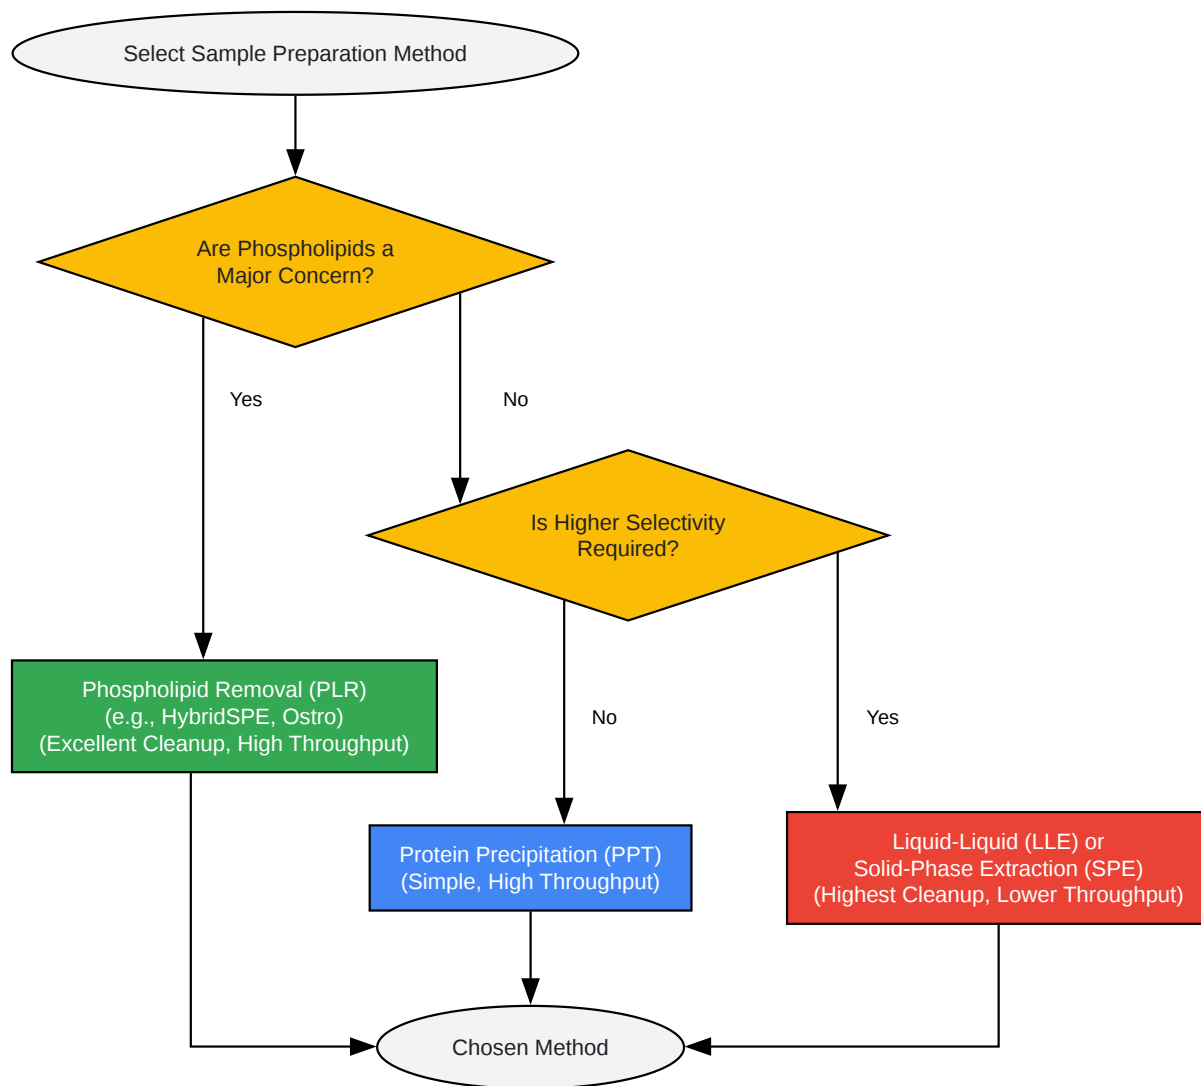 Select Sample Preparation Method
Are Phospholipids a
Major Concern?
Yes
No
Is Higher Selectivity
Required?
Phospholipid Removal (PLR)
(e.g., HybridSPE, Ostro)
(Excellent Cleanup, High Throughput)
No
Yes
Protein Precipitation (PPT)
(Simple, High Throughput)
Liquid-Liquid (LLE) or
Solid-Phase Extraction (SPE)
(Highest Cleanup, Lower Throughput)
Chosen Method